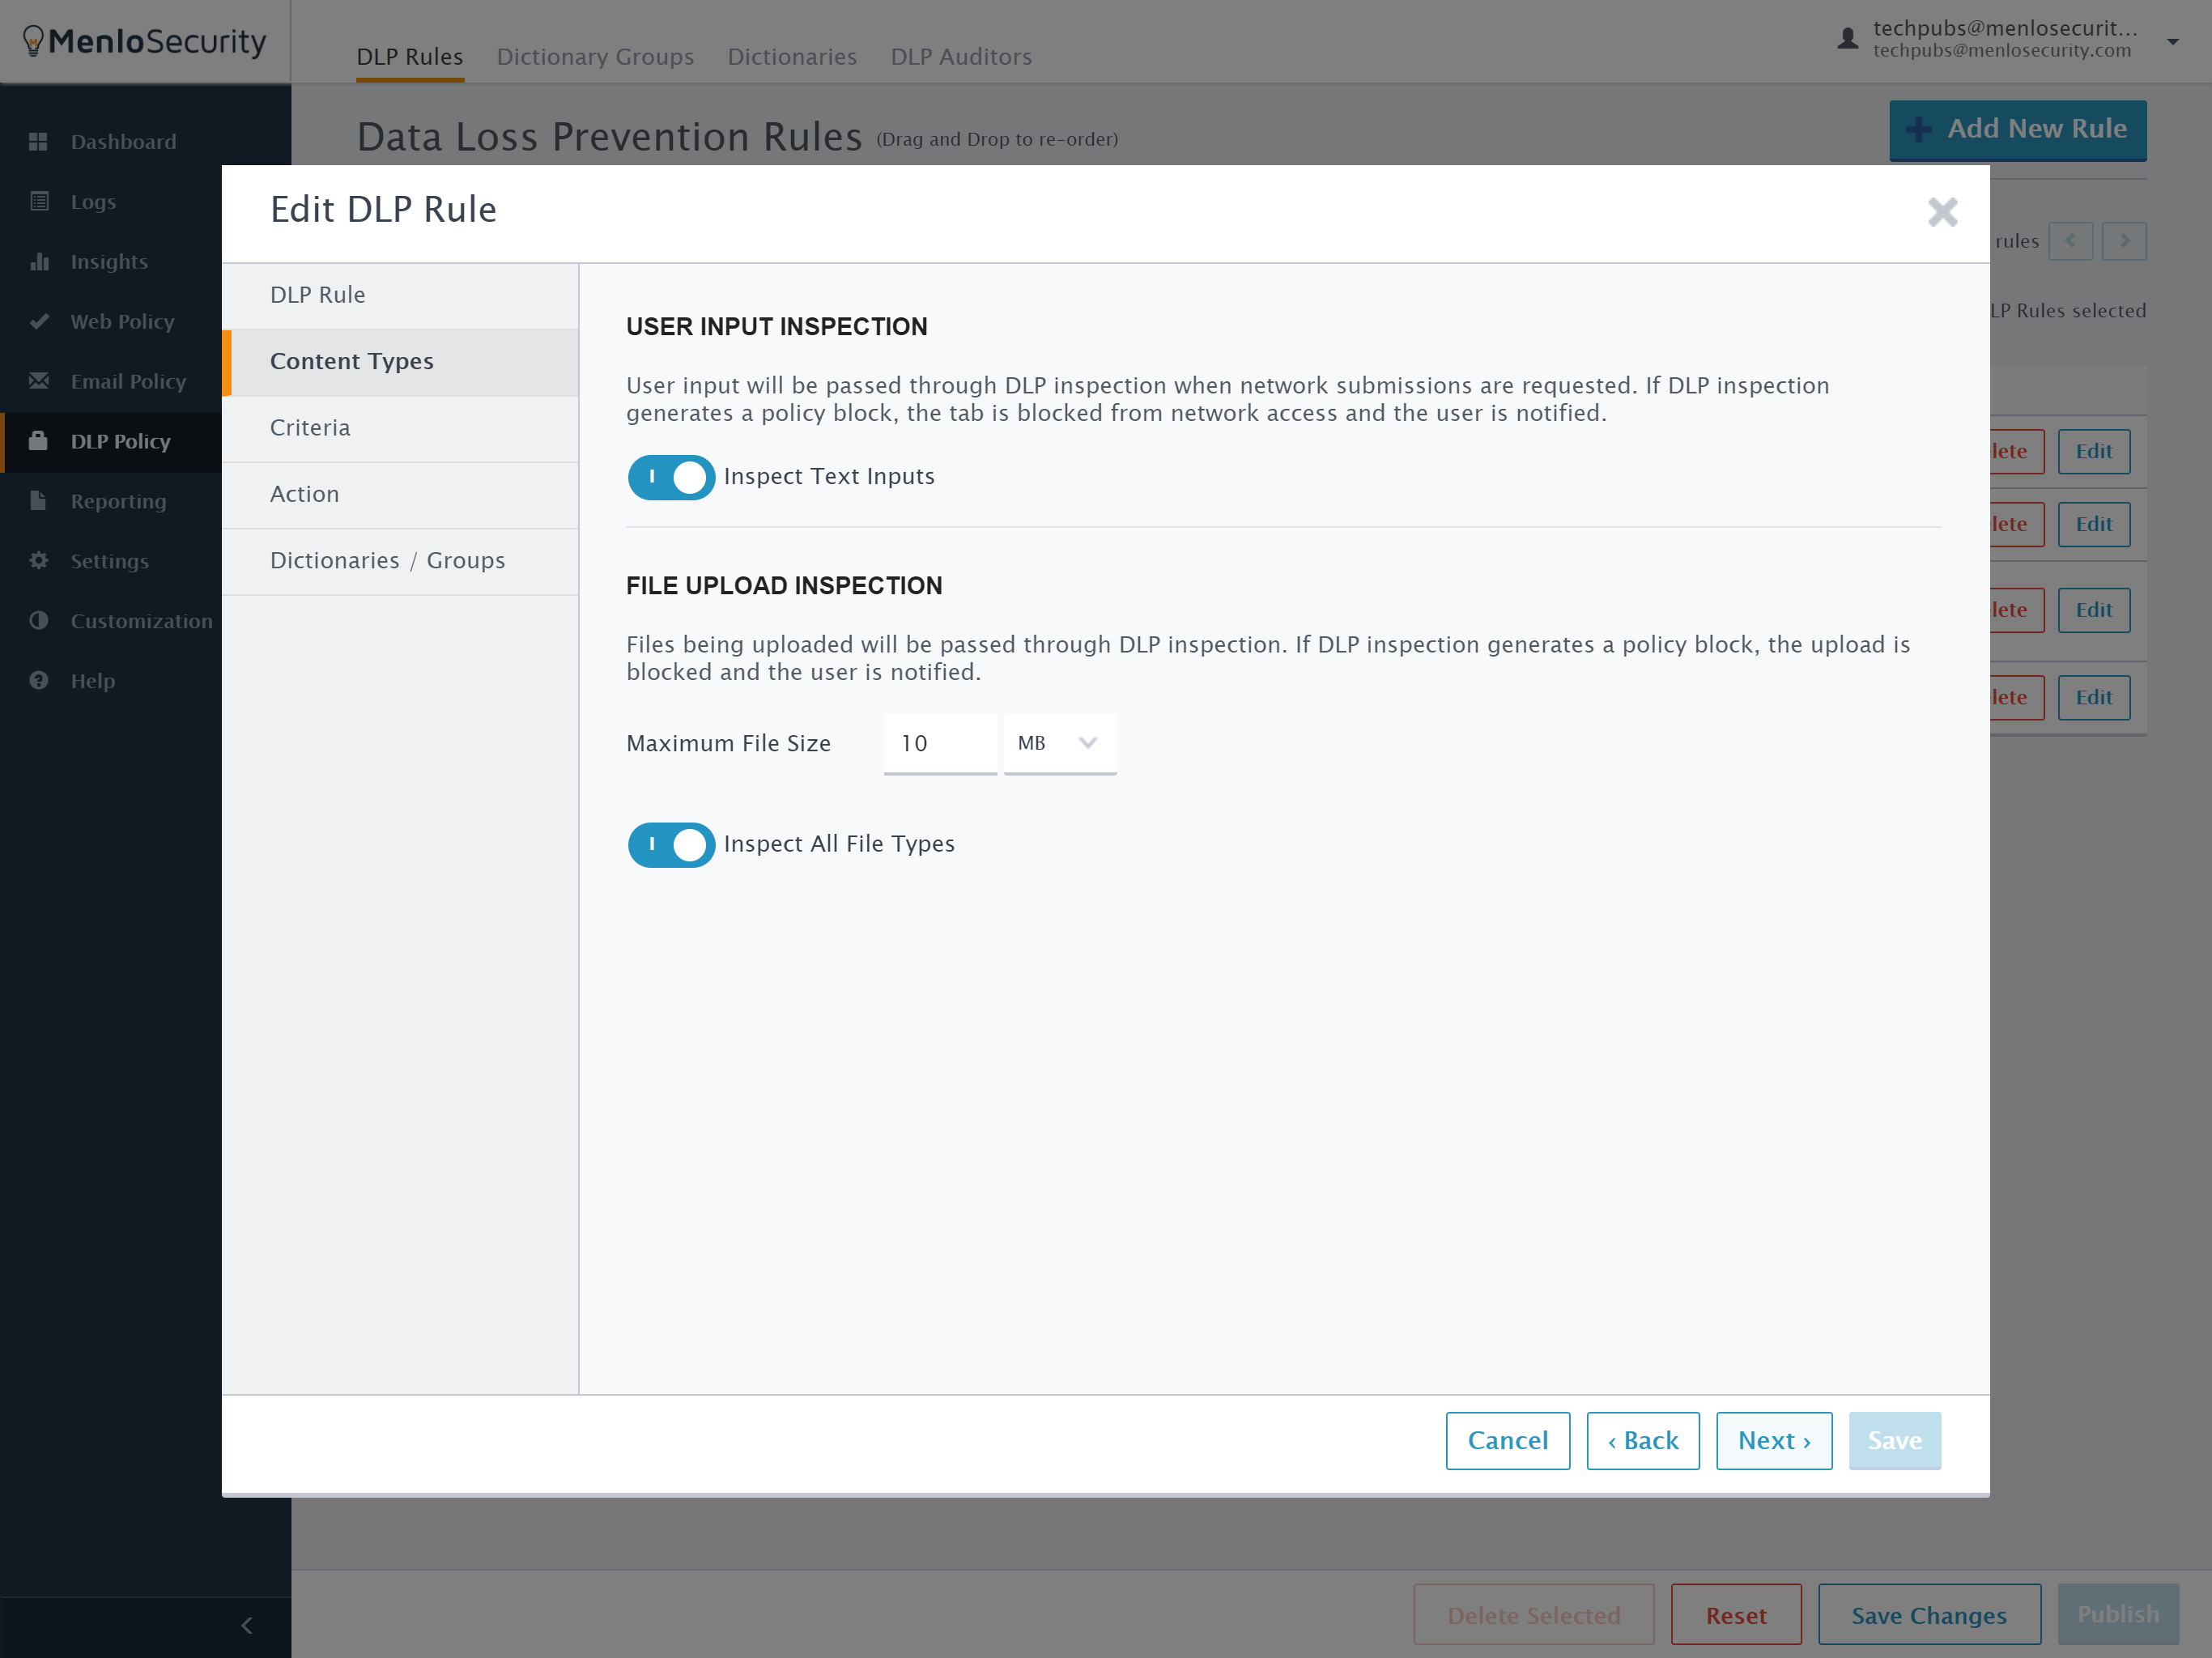 MenloSecurity
DLP Rules
Dictionary Groups
Dictionaries
DLP Auditors
techpubs@menlosecurit...
techpubs@menlosecurity.com
Dashboard
Logs
Insights
Web Policy
Email Policy
DLP Policy
Reporting
Settings
Customization
Help
Data Loss Prevention Rules (Drag and Drop to re-order)
Add New Rule
rules
LP Rules selected
lete Edit
lete Edit
lete Edit
lete Edit
Edit DLP Rule
DLP Rule
Content Types
Criteria
Action
Dictionaries / Groups
USER INPUT INSPECTION
User input will be passed through DLP inspection when network submissions are requested. If DLP inspection
generates a policy block, the tab is blocked from network access and the user is notified.
Inspect Text Inputs
FILE UPLOAD INSPECTION
Files being uploaded will be passed through DLP inspection. If DLP inspection generates a policy block, the upload is
blocked and the user is notified.
Maximum File Size 10 MB
Inspect All File Types
Cancel
‹ Back
Next ›
Save
Delete Selected
Reset
Save Changes
Publish